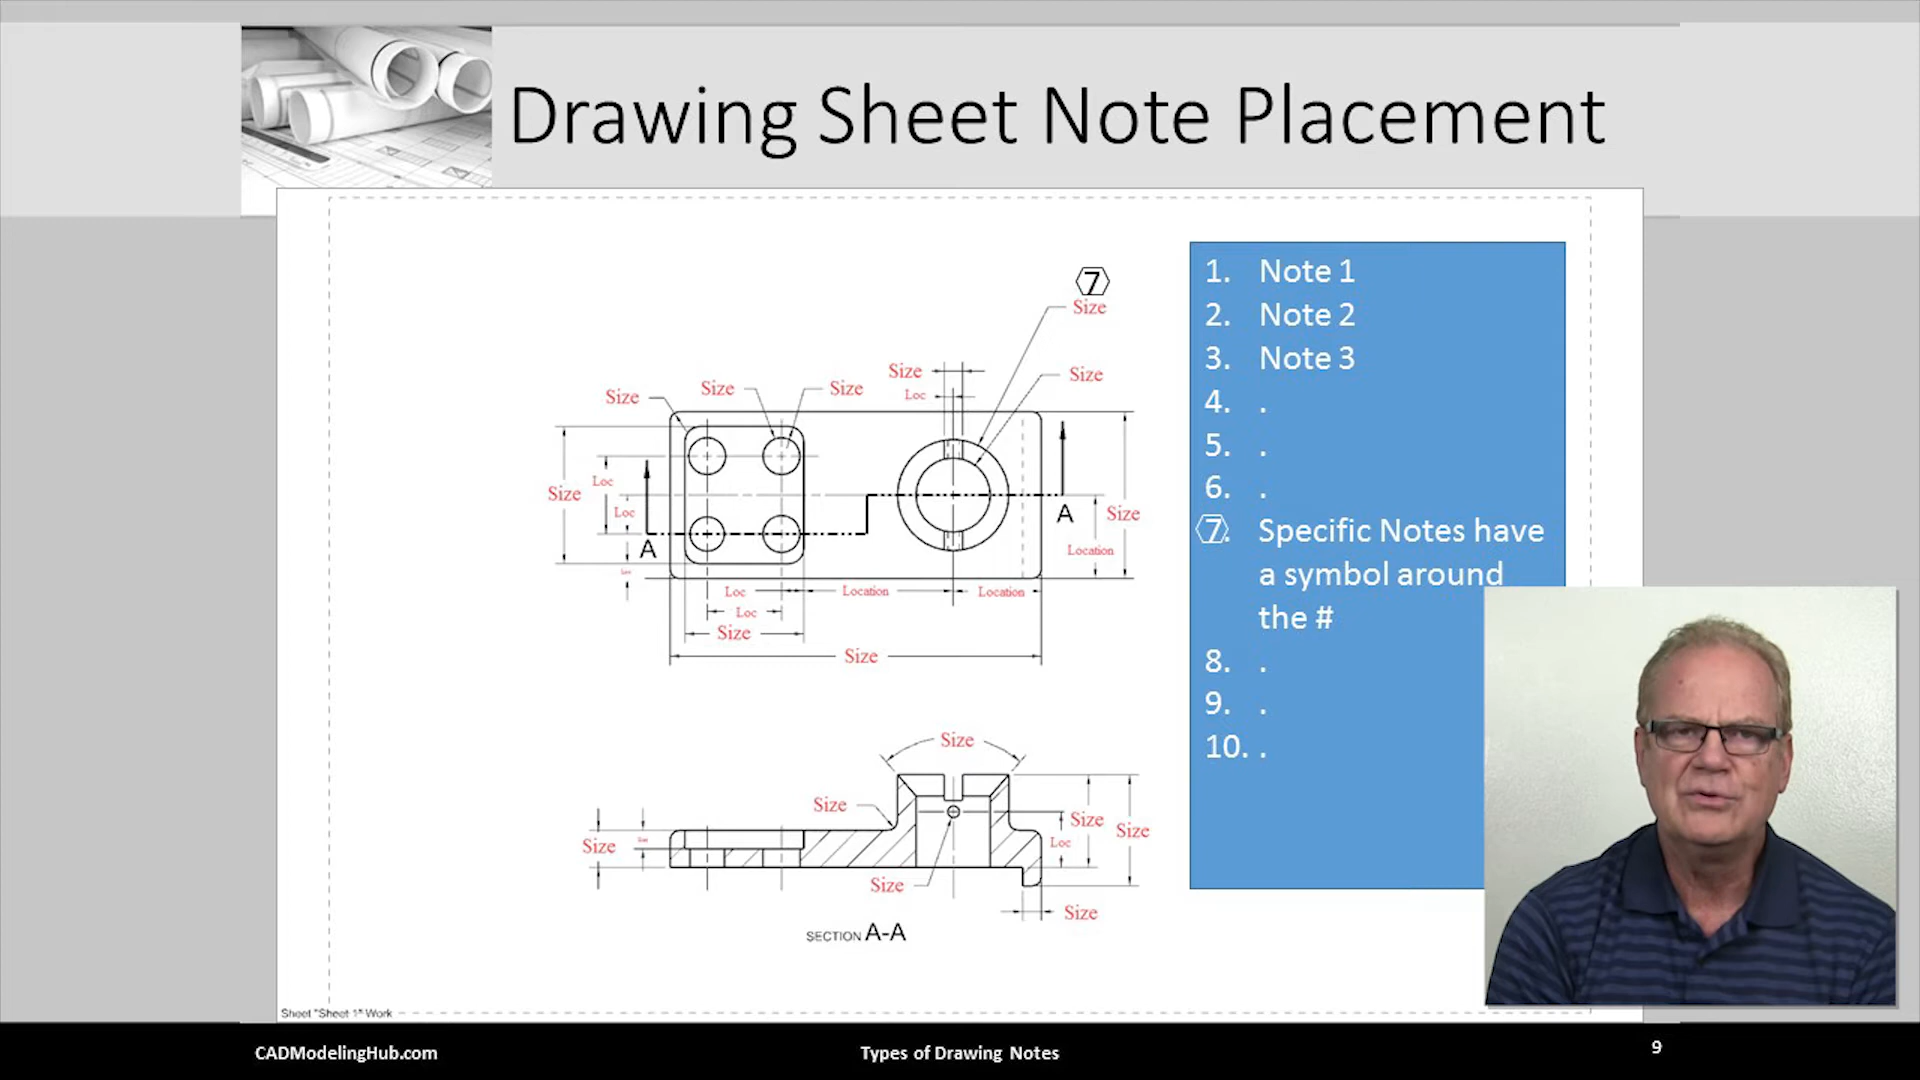 Drawing Sheet Note Placement
7
Size
Size
Size
Loc
Size
Size
Size
Size
Loc
Loc
Size
A
A
Size
Location
Loc
Location
Location
Loc
Size
Size
1. Note 1
2. Note 2
3. Note 3
4. .
5. .
6. .
7. Specific Notes have
a symbol around
the #
8. .
9. .
10. .
Size
Size
Size
Size
Size
Loc
Size
Size
SECTION A-A
Sheet "Sheet 1" Work
CADModelingHub.com
Types of Drawing Notes
9